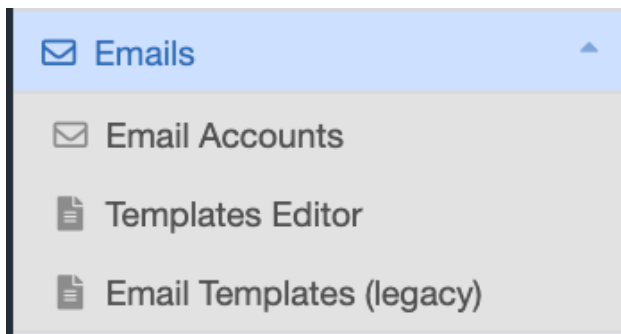 Emails
Email Accounts
Templates Editor
Email Templates (legacy)